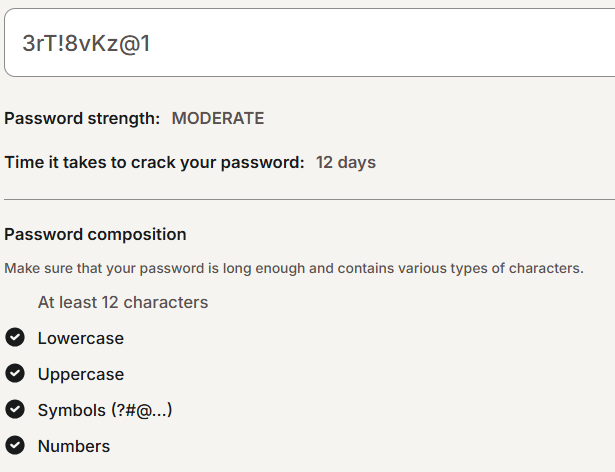 3rT!8vKz@1
Password strength: MODERATE
Time it takes to crack your password: 12 days
Password composition
Make sure that your password is long enough and contains various types of characters.
At least 12 characters
Lowercase
Uppercase
Symbols (?#@...)
Numbers